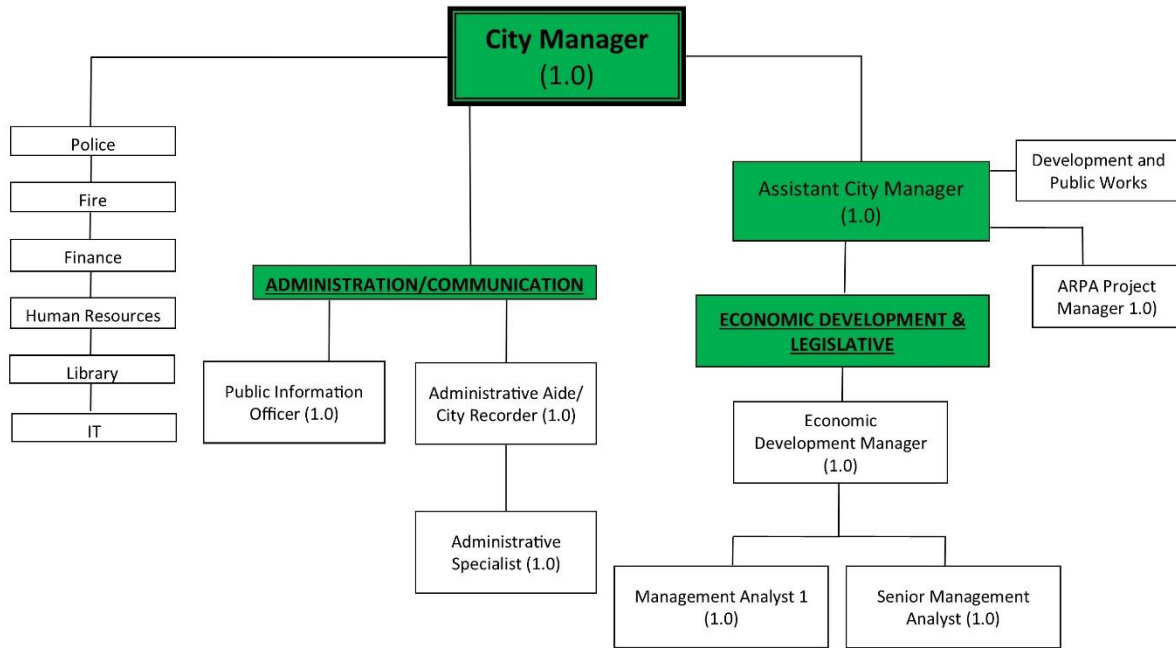 City Manager
(1.0)
Police
Fire
Finance
Human Resources
Library
IT
ADMINISTRATION/COMMUNICATION
Public Information
Officer (1.0)
Administrative Aide/
City Recorder (1.0)
Administrative
Specialist (1.0)
Assistant City Manager
(1.0)
Development and
Public Works
ARPA Project
Manager 1.0)
ECONOMIC DEVELOPMENT &
LEGISLATIVE
Economic
Development Manager
(1.0)
Management Analyst 1
(1.0)
Senior Management
Analyst (1.0)